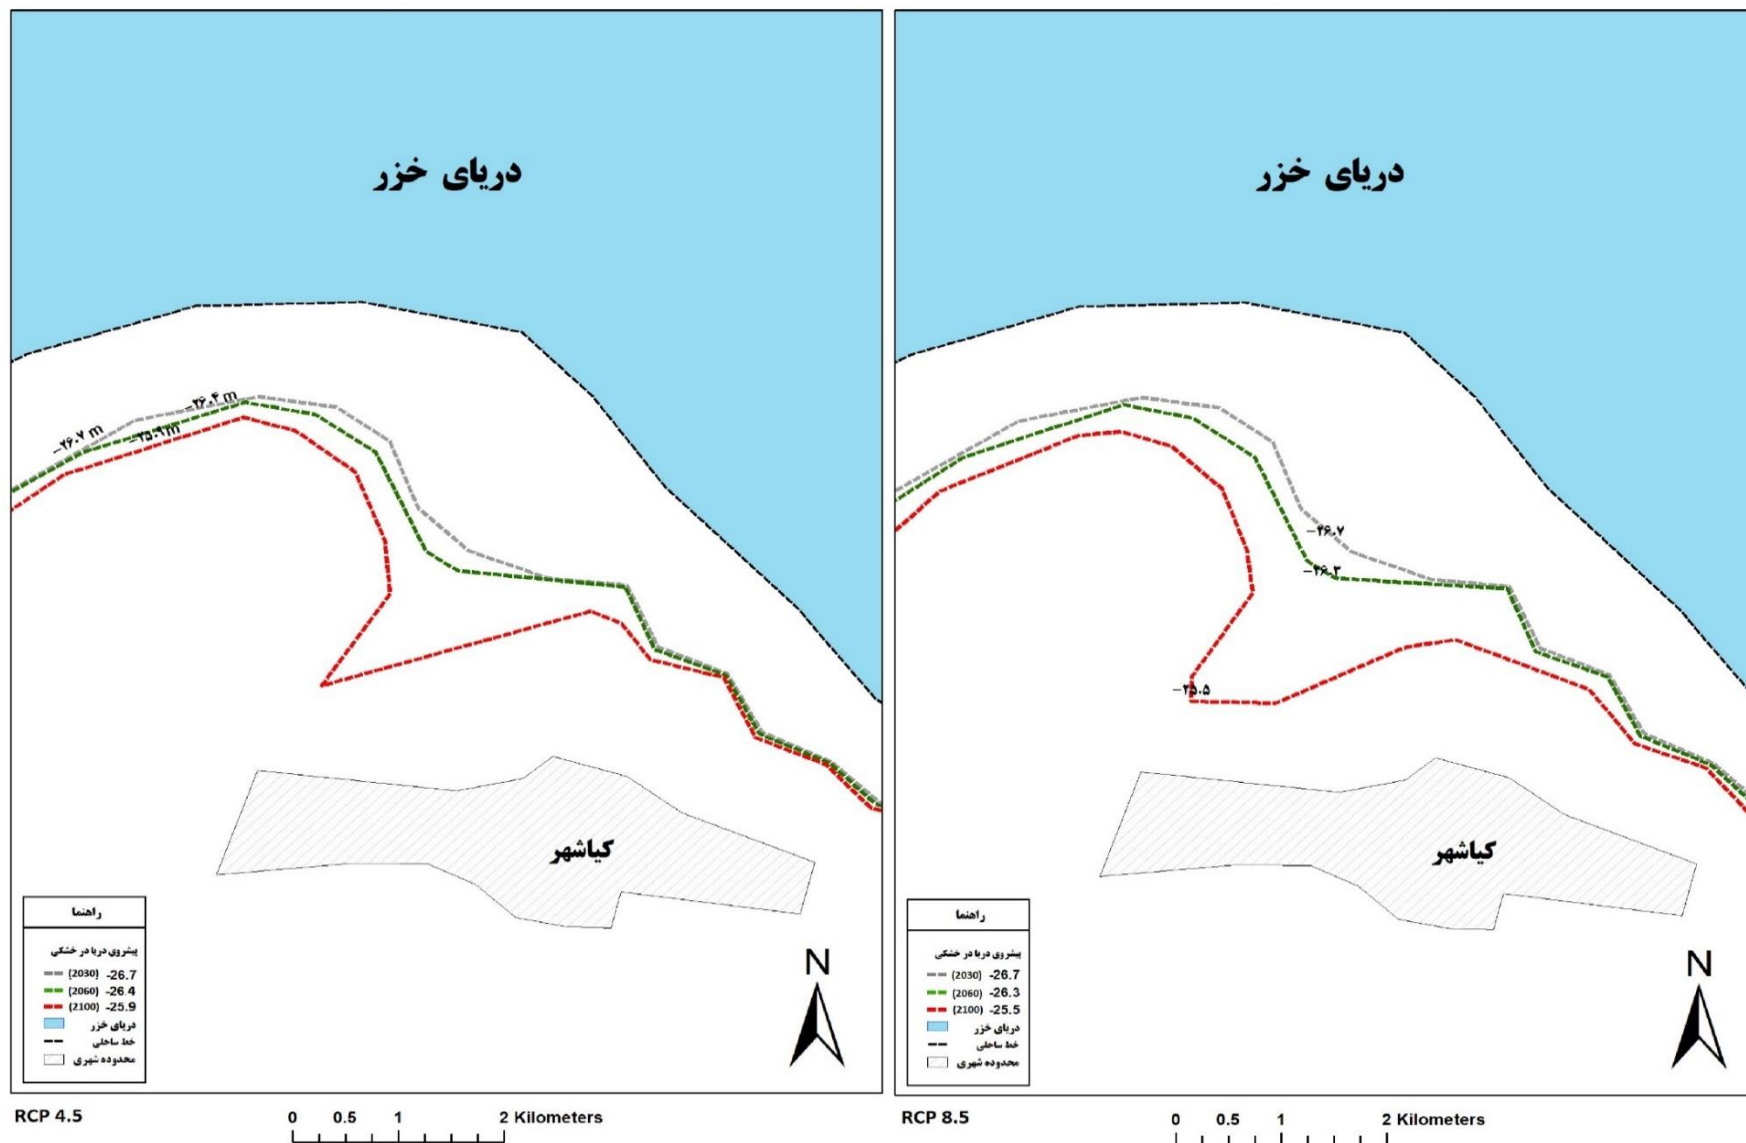 دریای خزر
−۲۶.۴ m
−۲۶.۷ m
−۲۵.۹ m
کیاشهر
راهنما
پیشروی دریا در خشکی
(2030) -26.7
(2060) -26.4
(2100) -25.9
دریای خزر
خط ساحلی
محدوده شهری
N
RCP 4.5
0 0.5 1 2 Kilometers
دریای خزر
−۲۶.۷
−۲۶.۳
−۲۵.۵
کیاشهر
راهنما
پیشروی دریا در خشکی
(2030) -26.7
(2060) -26.3
(2100) -25.5
دریای خزر
خط ساحلی
محدوده شهری
N
RCP 8.5
0 0.5 1 2 Kilometers